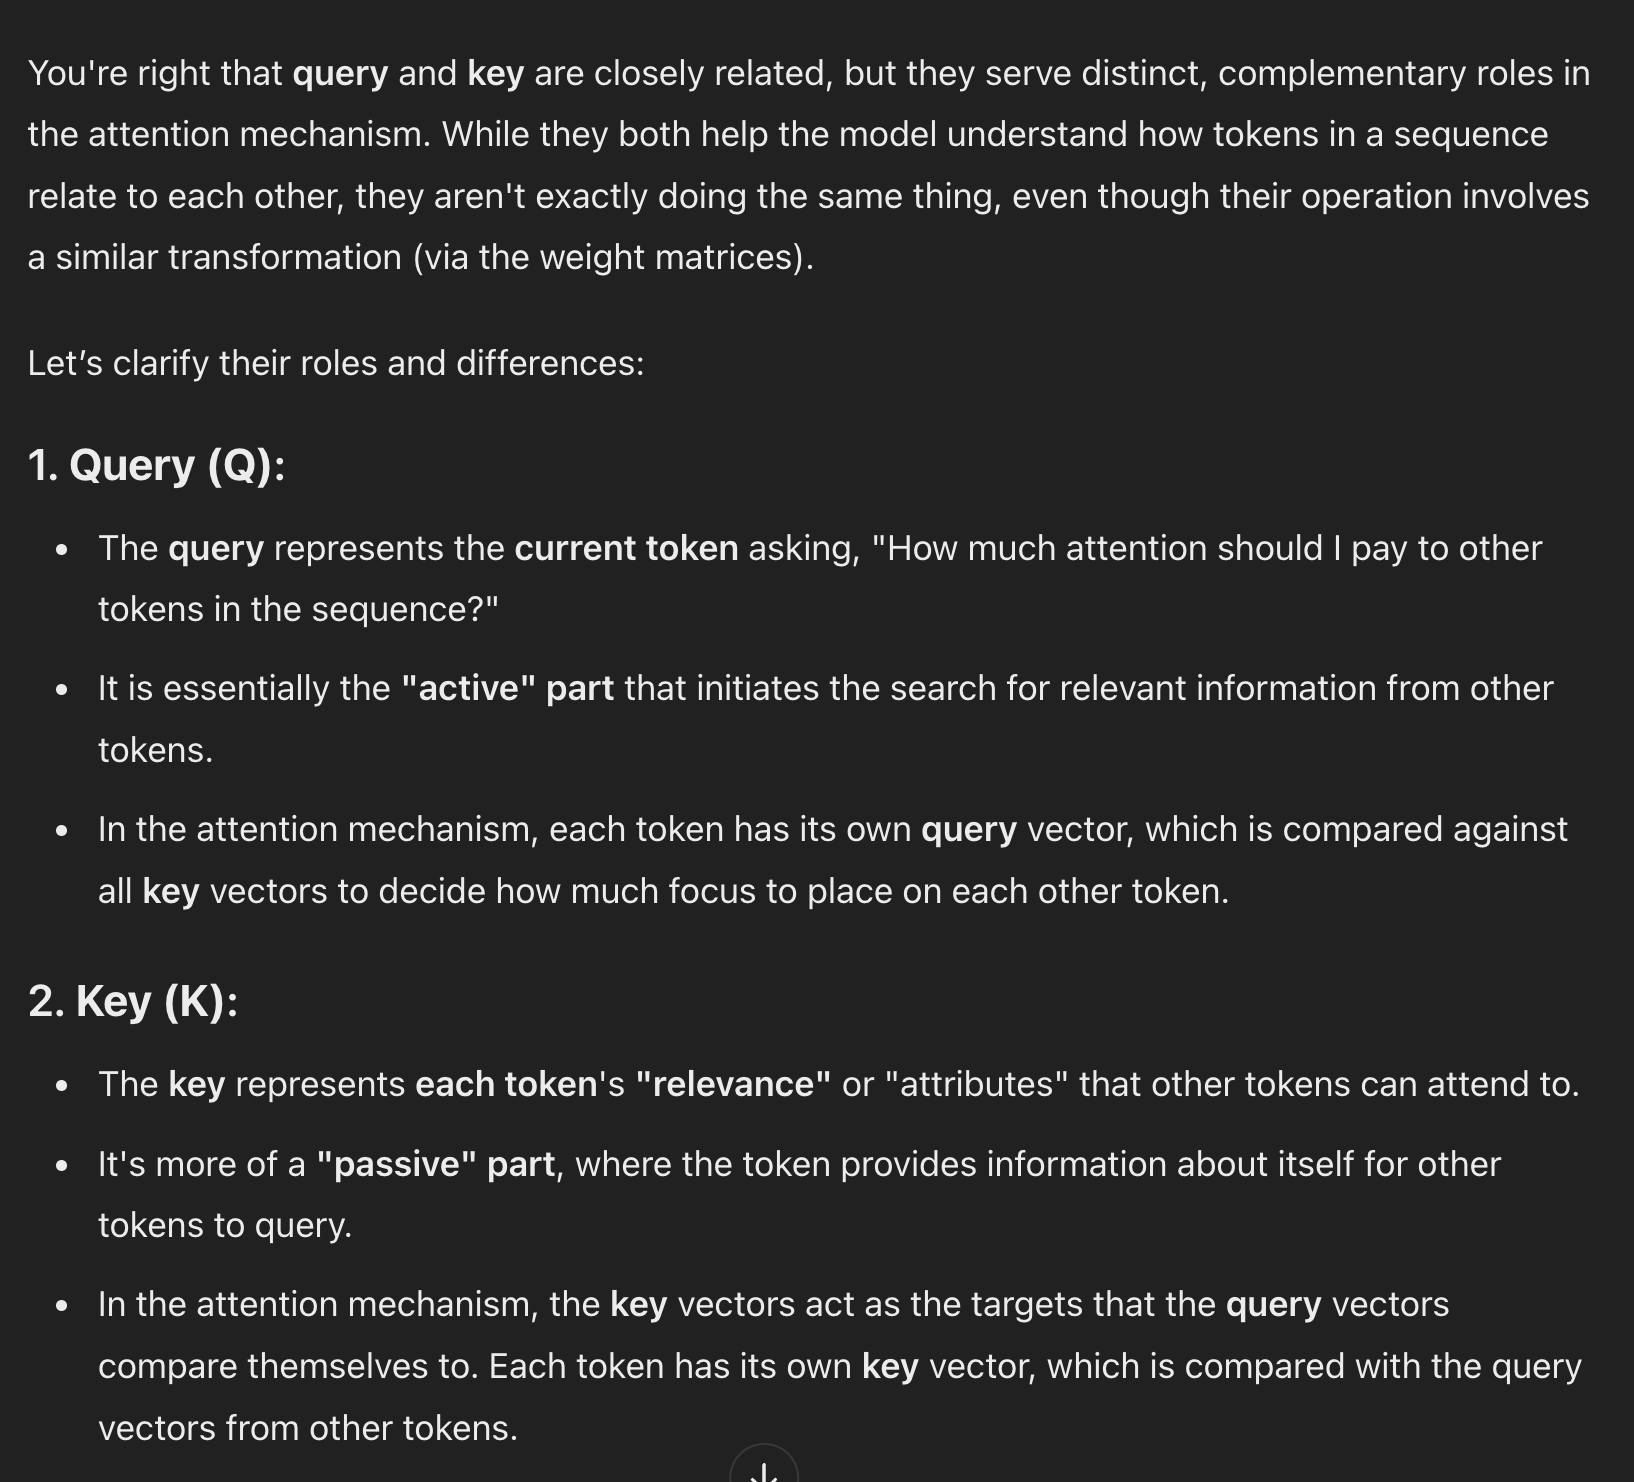 You're right that query and key are closely related, but they serve distinct, complementary roles in
the attention mechanism. While they both help the model understand how tokens in a sequence
relate to each other, they aren't exactly doing the same thing, even though their operation involves
a similar transformation (via the weight matrices).
Let’s clarify their roles and differences:
1. Query (Q):
• The query represents the current token asking, "How much attention should I pay to other
tokens in the sequence?"
• It is essentially the "active" part that initiates the search for relevant information from other
tokens.
• In the attention mechanism, each token has its own query vector, which is compared against
all key vectors to decide how much focus to place on each other token.
2. Key (K):
• The key represents each token's "relevance" or "attributes" that other tokens can attend to.
• It's more of a "passive" part, where the token provides information about itself for other
tokens to query.
• In the attention mechanism, the key vectors act as the targets that the query vectors
compare themselves to. Each token has its own key vector, which is compared with the query
vectors from other tokens.